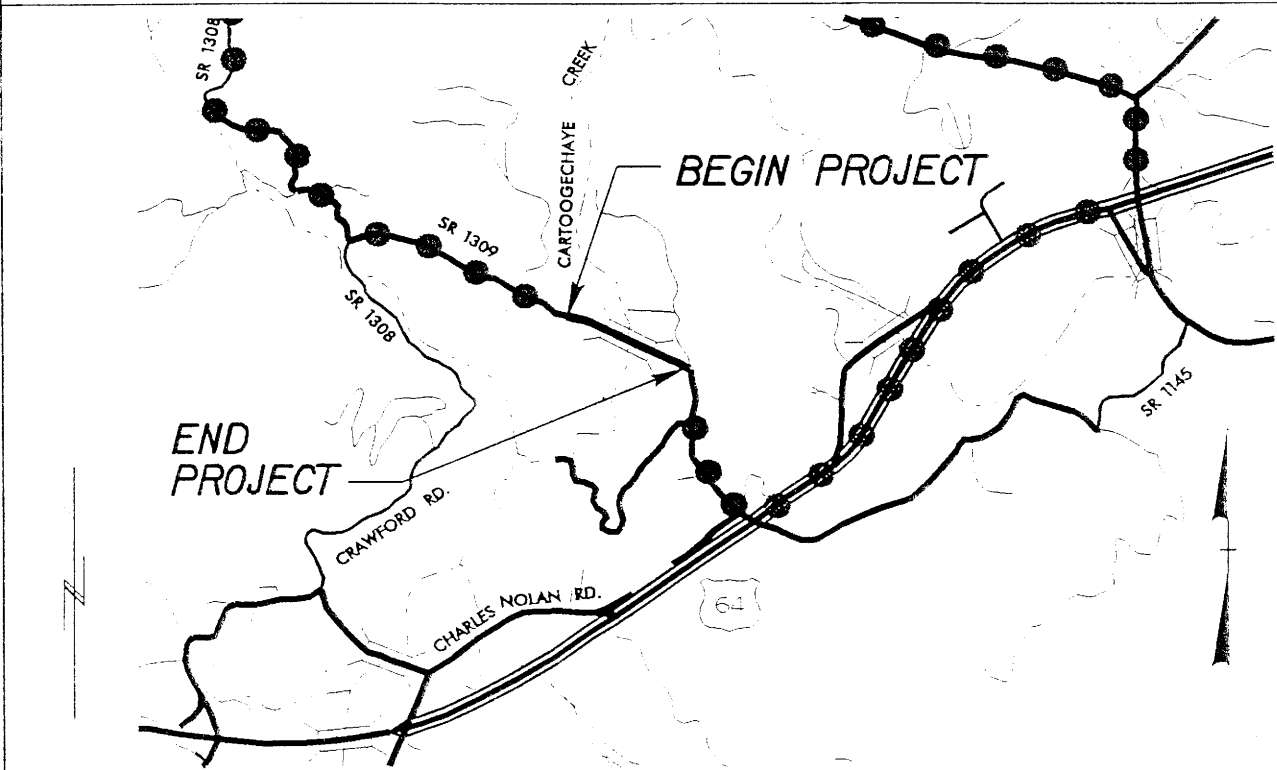 SR 1308
CARTOOGECHAYE CREEK
BEGIN PROJECT
SR 1309
SR 1308
SR 1145
END
PROJECT
CRAWFORD RD.
CHARLES NOLAN RD.
64